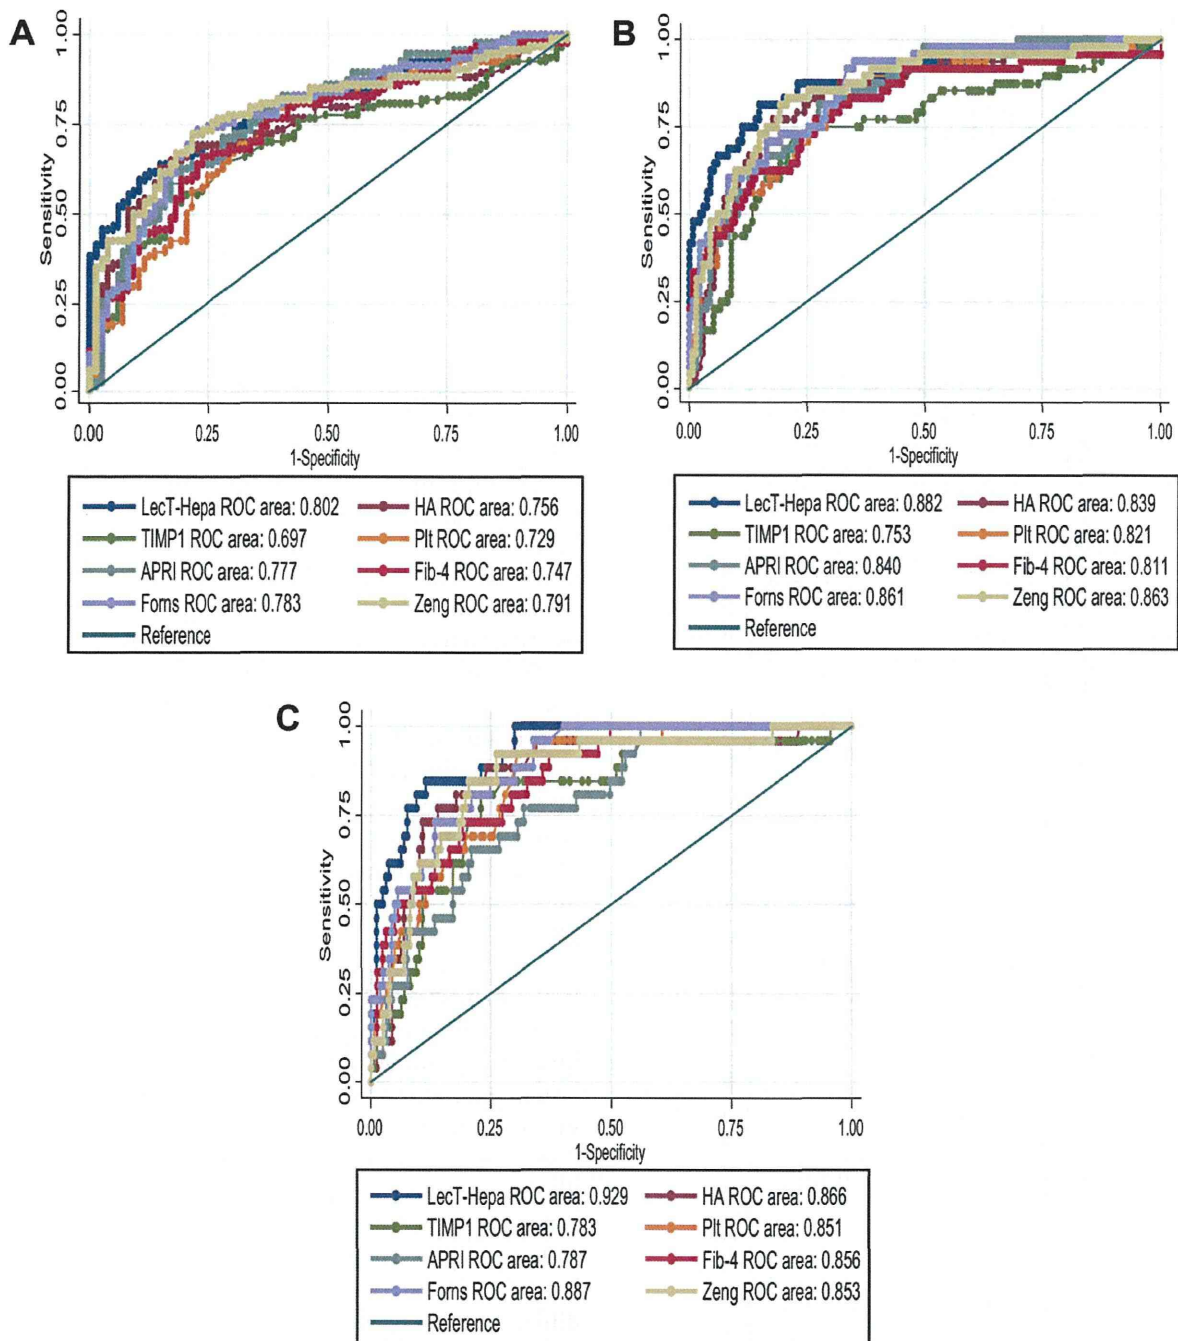 A
Sensitivity
1.00
0.75
0.50
0.25
0.00
0.00 0.25 0.50 0.75 1.00
1-Specificity
LecT-Hepa ROC area: 0.802 HA ROC area: 0.756
TIMP1 ROC area: 0.697 Plt ROC area: 0.729
APRI ROC area: 0.777 Fib-4 ROC area: 0.747
Forns ROC area: 0.783 Zeng ROC area: 0.791
Reference
B
Sensitivity
1.00
0.75
0.50
0.25
0.00
0.00 0.25 0.50 0.75 1.00
1-Specificity
LecT-Hepa ROC area: 0.882 HA ROC area: 0.839
TIMP1 ROC area: 0.753 Plt ROC area: 0.821
APRI ROC area: 0.840 Fib-4 ROC area: 0.811
Forns ROC area: 0.861 Zeng ROC area: 0.863
Reference
C
Sensitivity
1.00
0.75
0.50
0.25
0.00
0.00 0.25 0.50 0.75 1.00
1-Specificity
LecT-Hepa ROC area: 0.929 HA ROC area: 0.866
TIMP1 ROC area: 0.783 Plt ROC area: 0.851
APRI ROC area: 0.787 Fib-4 ROC area: 0.856
Forns ROC area: 0.887 Zeng ROC area: 0.853
Reference